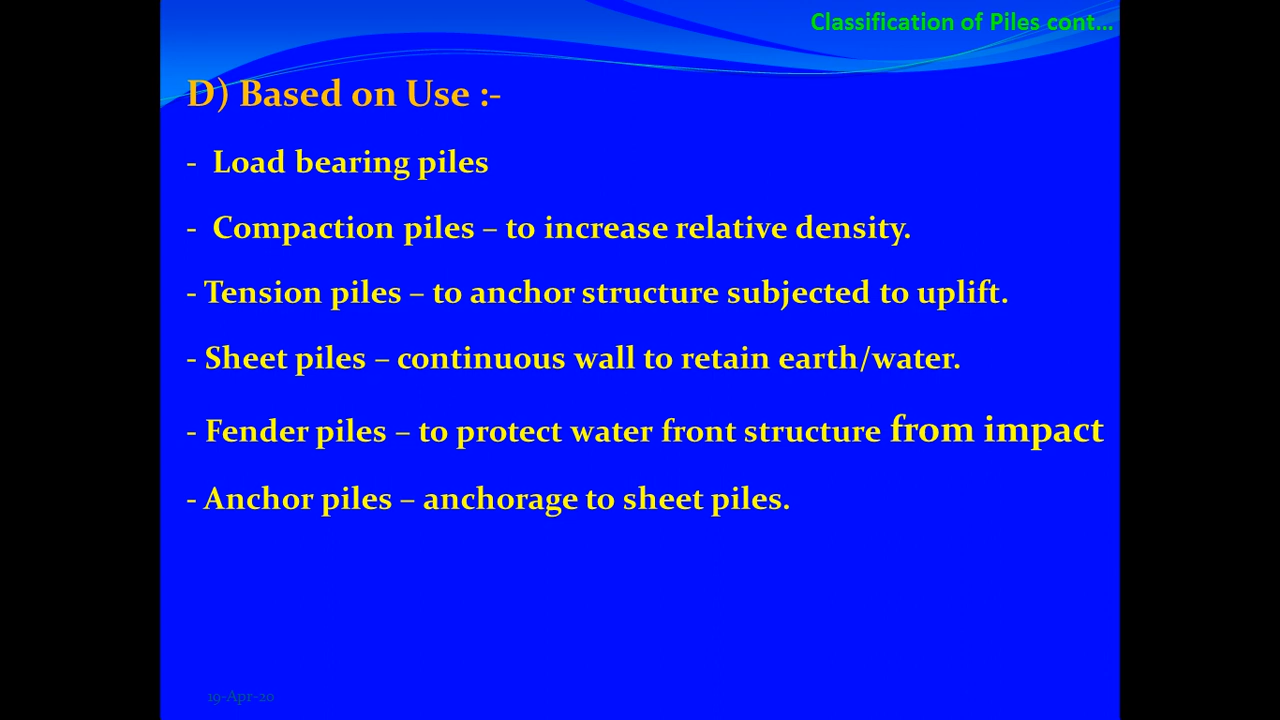 Classification of Piles cont...
D) Based on Use :-
- Load bearing piles
- Compaction piles – to increase relative density.
- Tension piles – to anchor structure subjected to uplift.
- Sheet piles – continuous wall to retain earth/water.
- Fender piles – to protect water front structure from impact
- Anchor piles – anchorage to sheet piles.
19-Apr-20